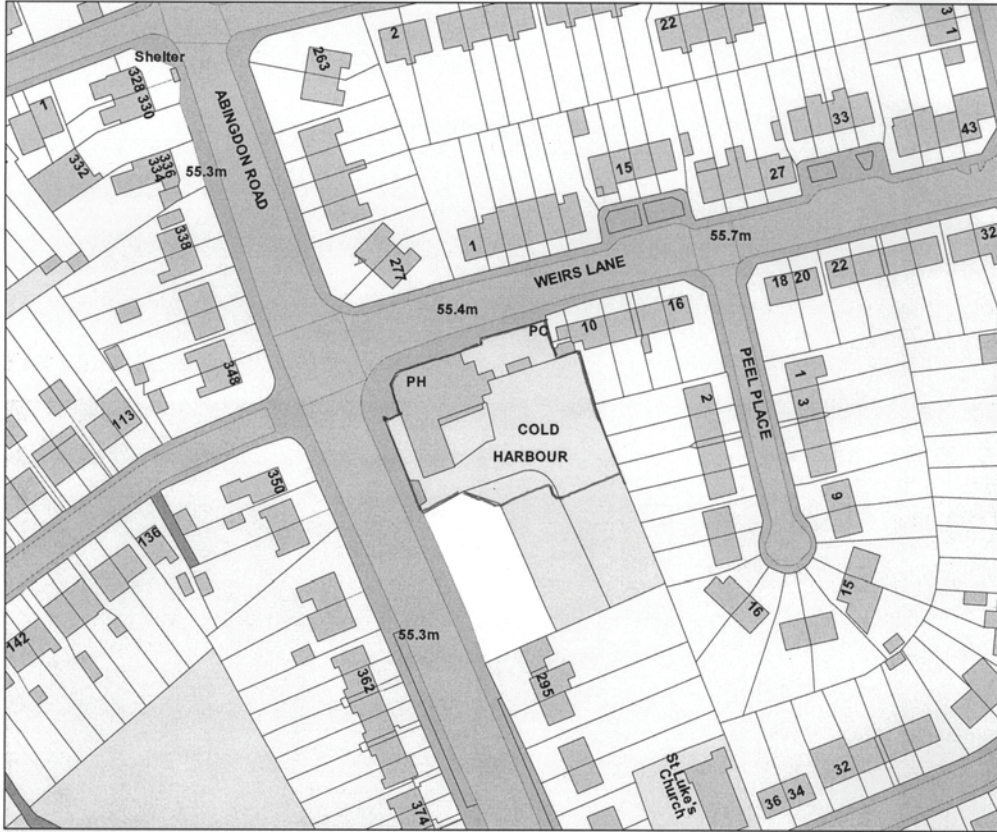 2
22
3
1
263
Shelter
328
330
1
332
334
336
55.3m
338
ABINGDON ROAD
33
43
15
27
1
277
55.7m
WEIRS LANE
32
22
18 20
55.4m
10
16
PC
348
PH
PEEL PLACE
2
1
3
113
COLD
HARBOUR
350
9
136
15
16
142
55.3m
362
295
St Luke's
Church
32
36
34
374